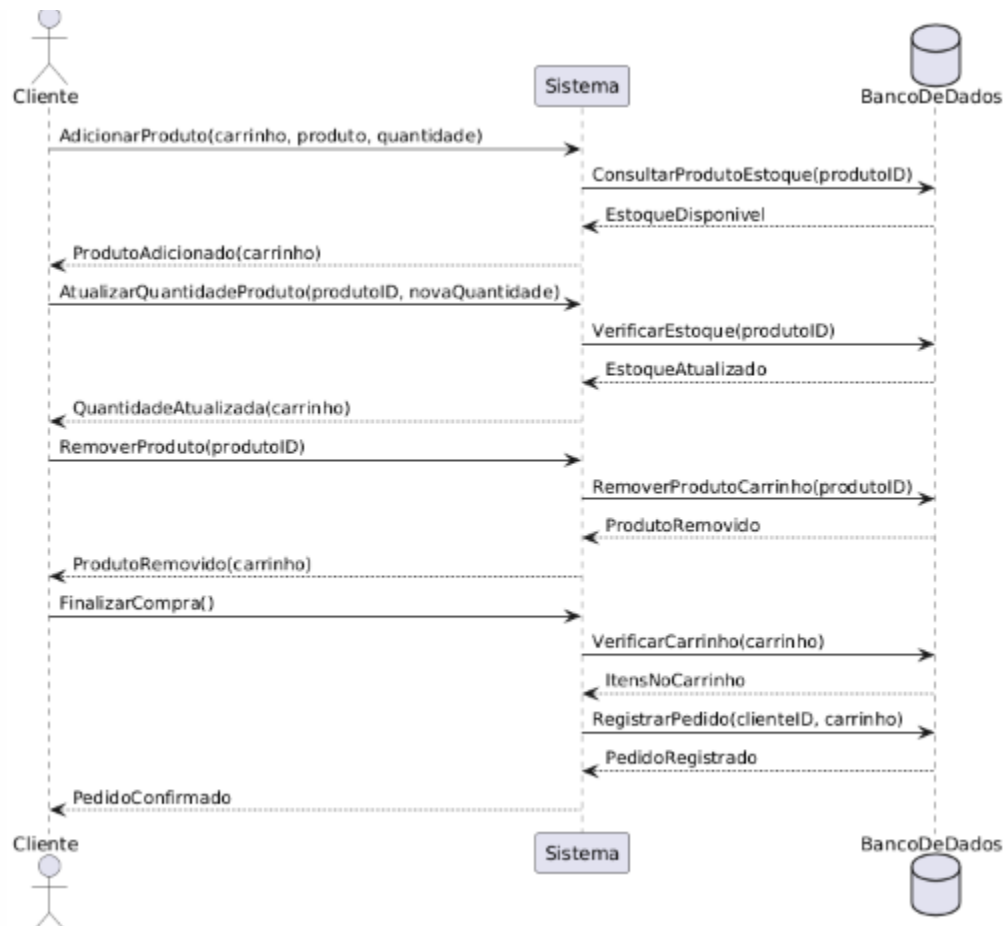 Cliente
Sistema
BancoDeDados
AdicionarProduto(carrinho, produto, quantidade)
ConsultarProdutoEstoque(produtoID)
EstoqueDisponivel
ProdutoAdicionado(carrinho)
AtualizarQuantidadeProduto(produtoID, novaQuantidade)
VerificarEstoque(produtoID)
EstoqueAtualizado
QuantidadeAtualizada(carrinho)
RemoverProduto(produtoID)
RemoverProdutoCarrinho(produtoID)
ProdutoRemovido
ProdutoRemovido(carrinho)
FinalizarCompra()
VerificarCarrinho(carrinho)
ItensNoCarrinho
RegistrarPedido(clienteID, carrinho)
PedidoRegistrado
PedidoConfirmado
Cliente
Sistema
BancoDeDados